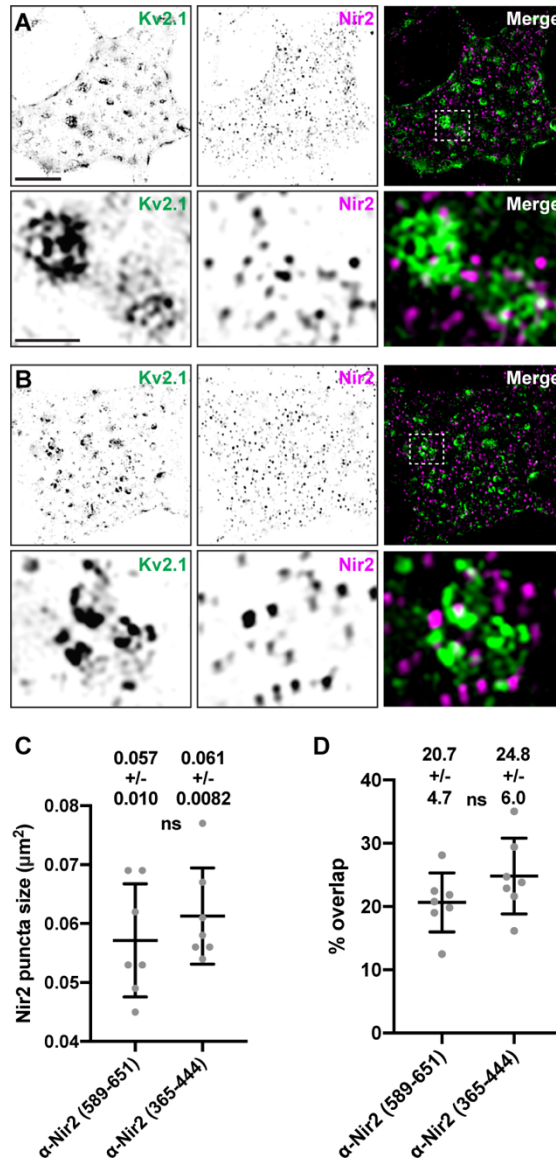 A
Kv2.1
Nir2
Merge
Kv2.1
Nir2
Merge
B
Kv2.1
Nir2
Merge
Kv2.1
Nir2
Merge
C
0.057 0.061
+/- +/-
0.010 0.0082
ns
0.08
0.07
0.06
0.05
0.04
Nir2 puncta size (µm²)
α-Nir2 (589-651)
α-Nir2 (365-444)
D
20.7 24.8
+/- +/-
4.7 ns 6.0
40
30
20
10
0
% overlap
α-Nir2 (589-651)
α-Nir2 (365-444)